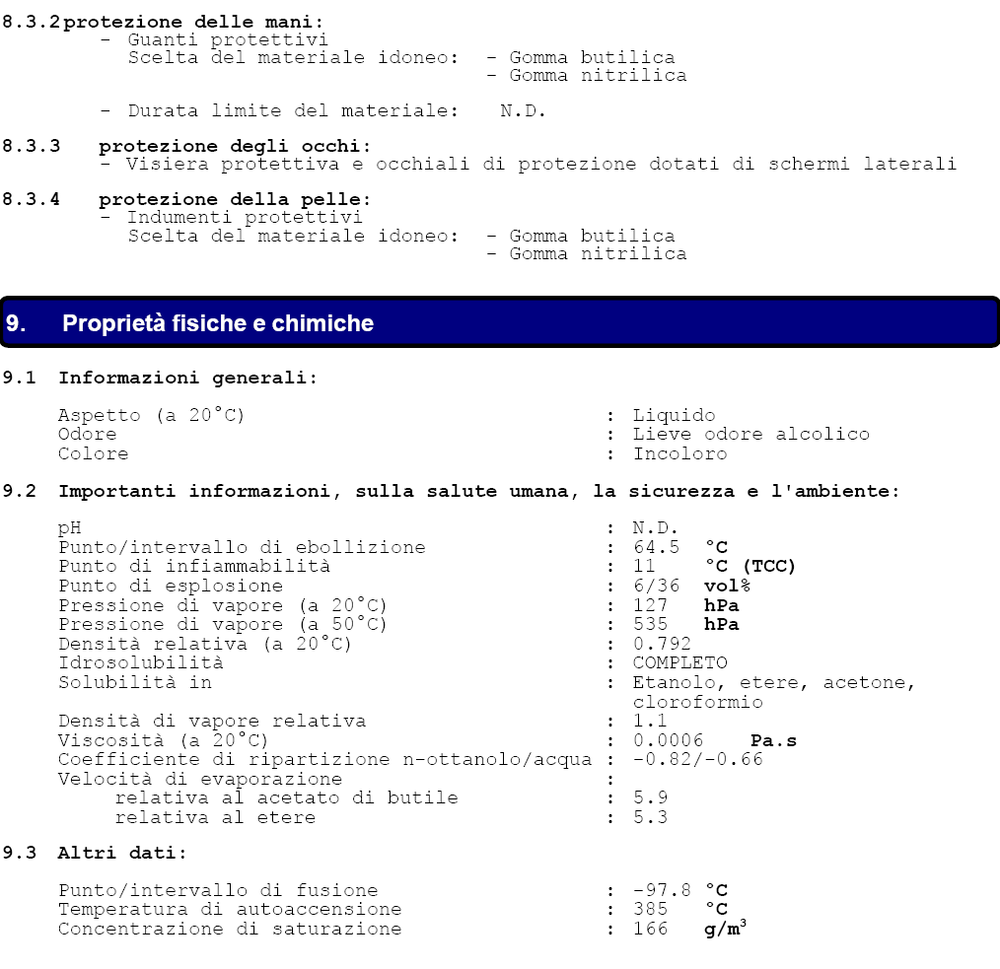 8.3.2 protezione delle mani:
- Guanti protettivi
Scelta del materiale idoneo: - Gomma butilica
- Gomma nitrilica
- Durata limite del materiale: N.D.
8.3.3 protezione degli occhi:
- Visiera protettiva e occhiali di protezione dotati di schermi laterali
8.3.4 protezione della pelle:
- Indumenti protettivi
Scelta del materiale idoneo: - Gomma butilica
- Gomma nitrilica
9. Proprietà fisiche e chimiche
9.1 Informazioni generali:
Aspetto (a 20°C) : Liquido
Odore : Lieve odore alcolico
Colore : Incoloro
9.2 Importanti informazioni, sulla salute umana, la sicurezza e l'ambiente:
pH : N.D.
Punto/intervallo di ebollizione : 64.5 °C
Punto di infiammabilità : 11 °C (TCC)
Punto di esplosione : 6/36 vol%
Pressione di vapore (a 20°C) : 127 hPa
Pressione di vapore (a 50°C) : 535 hPa
Densità relativa (a 20°C) : 0.792
Idrosolubilità : COMPLETO
Solubilità in : Etanolo, etere, acetone,
cloroformio
Densità di vapore relativa : 1.1
Viscosità (a 20°C) : 0.0006 Pa.s
Coefficiente di ripartizione n-ottanolo/acqua : -0.82/-0.66
Velocità di evaporazione :
relativa al acetato di butile : 5.9
relativa al etere : 5.3
9.3 Altri dati:
Punto/intervallo di fusione : -97.8 °C
Temperatura di autoaccensione : 385 °C
Concentrazione di saturazione : 166 g/m³